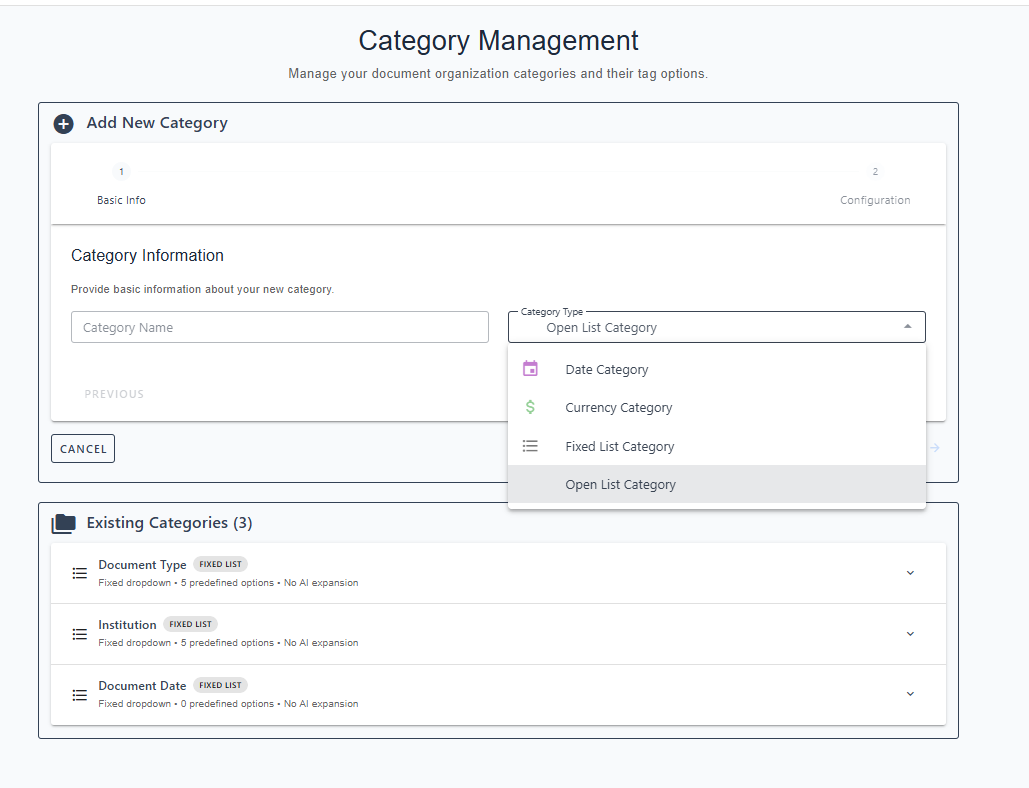 Category Management
Manage your document organization categories and their tag options.
Add New Category
1
2
Basic Info
Configuration
Category Information
Provide basic information about your new category.
Category Name
Category Type
Open List Category
Date Category
Currency Category
Fixed List Category
Open List Category
PREVIOUS
CANCEL
Existing Categories (3)
Document Type FIXED LIST
Fixed dropdown • 5 predefined options • No AI expansion
Institution FIXED LIST
Fixed dropdown • 5 predefined options • No AI expansion
Document Date FIXED LIST
Fixed dropdown • 0 predefined options • No AI expansion